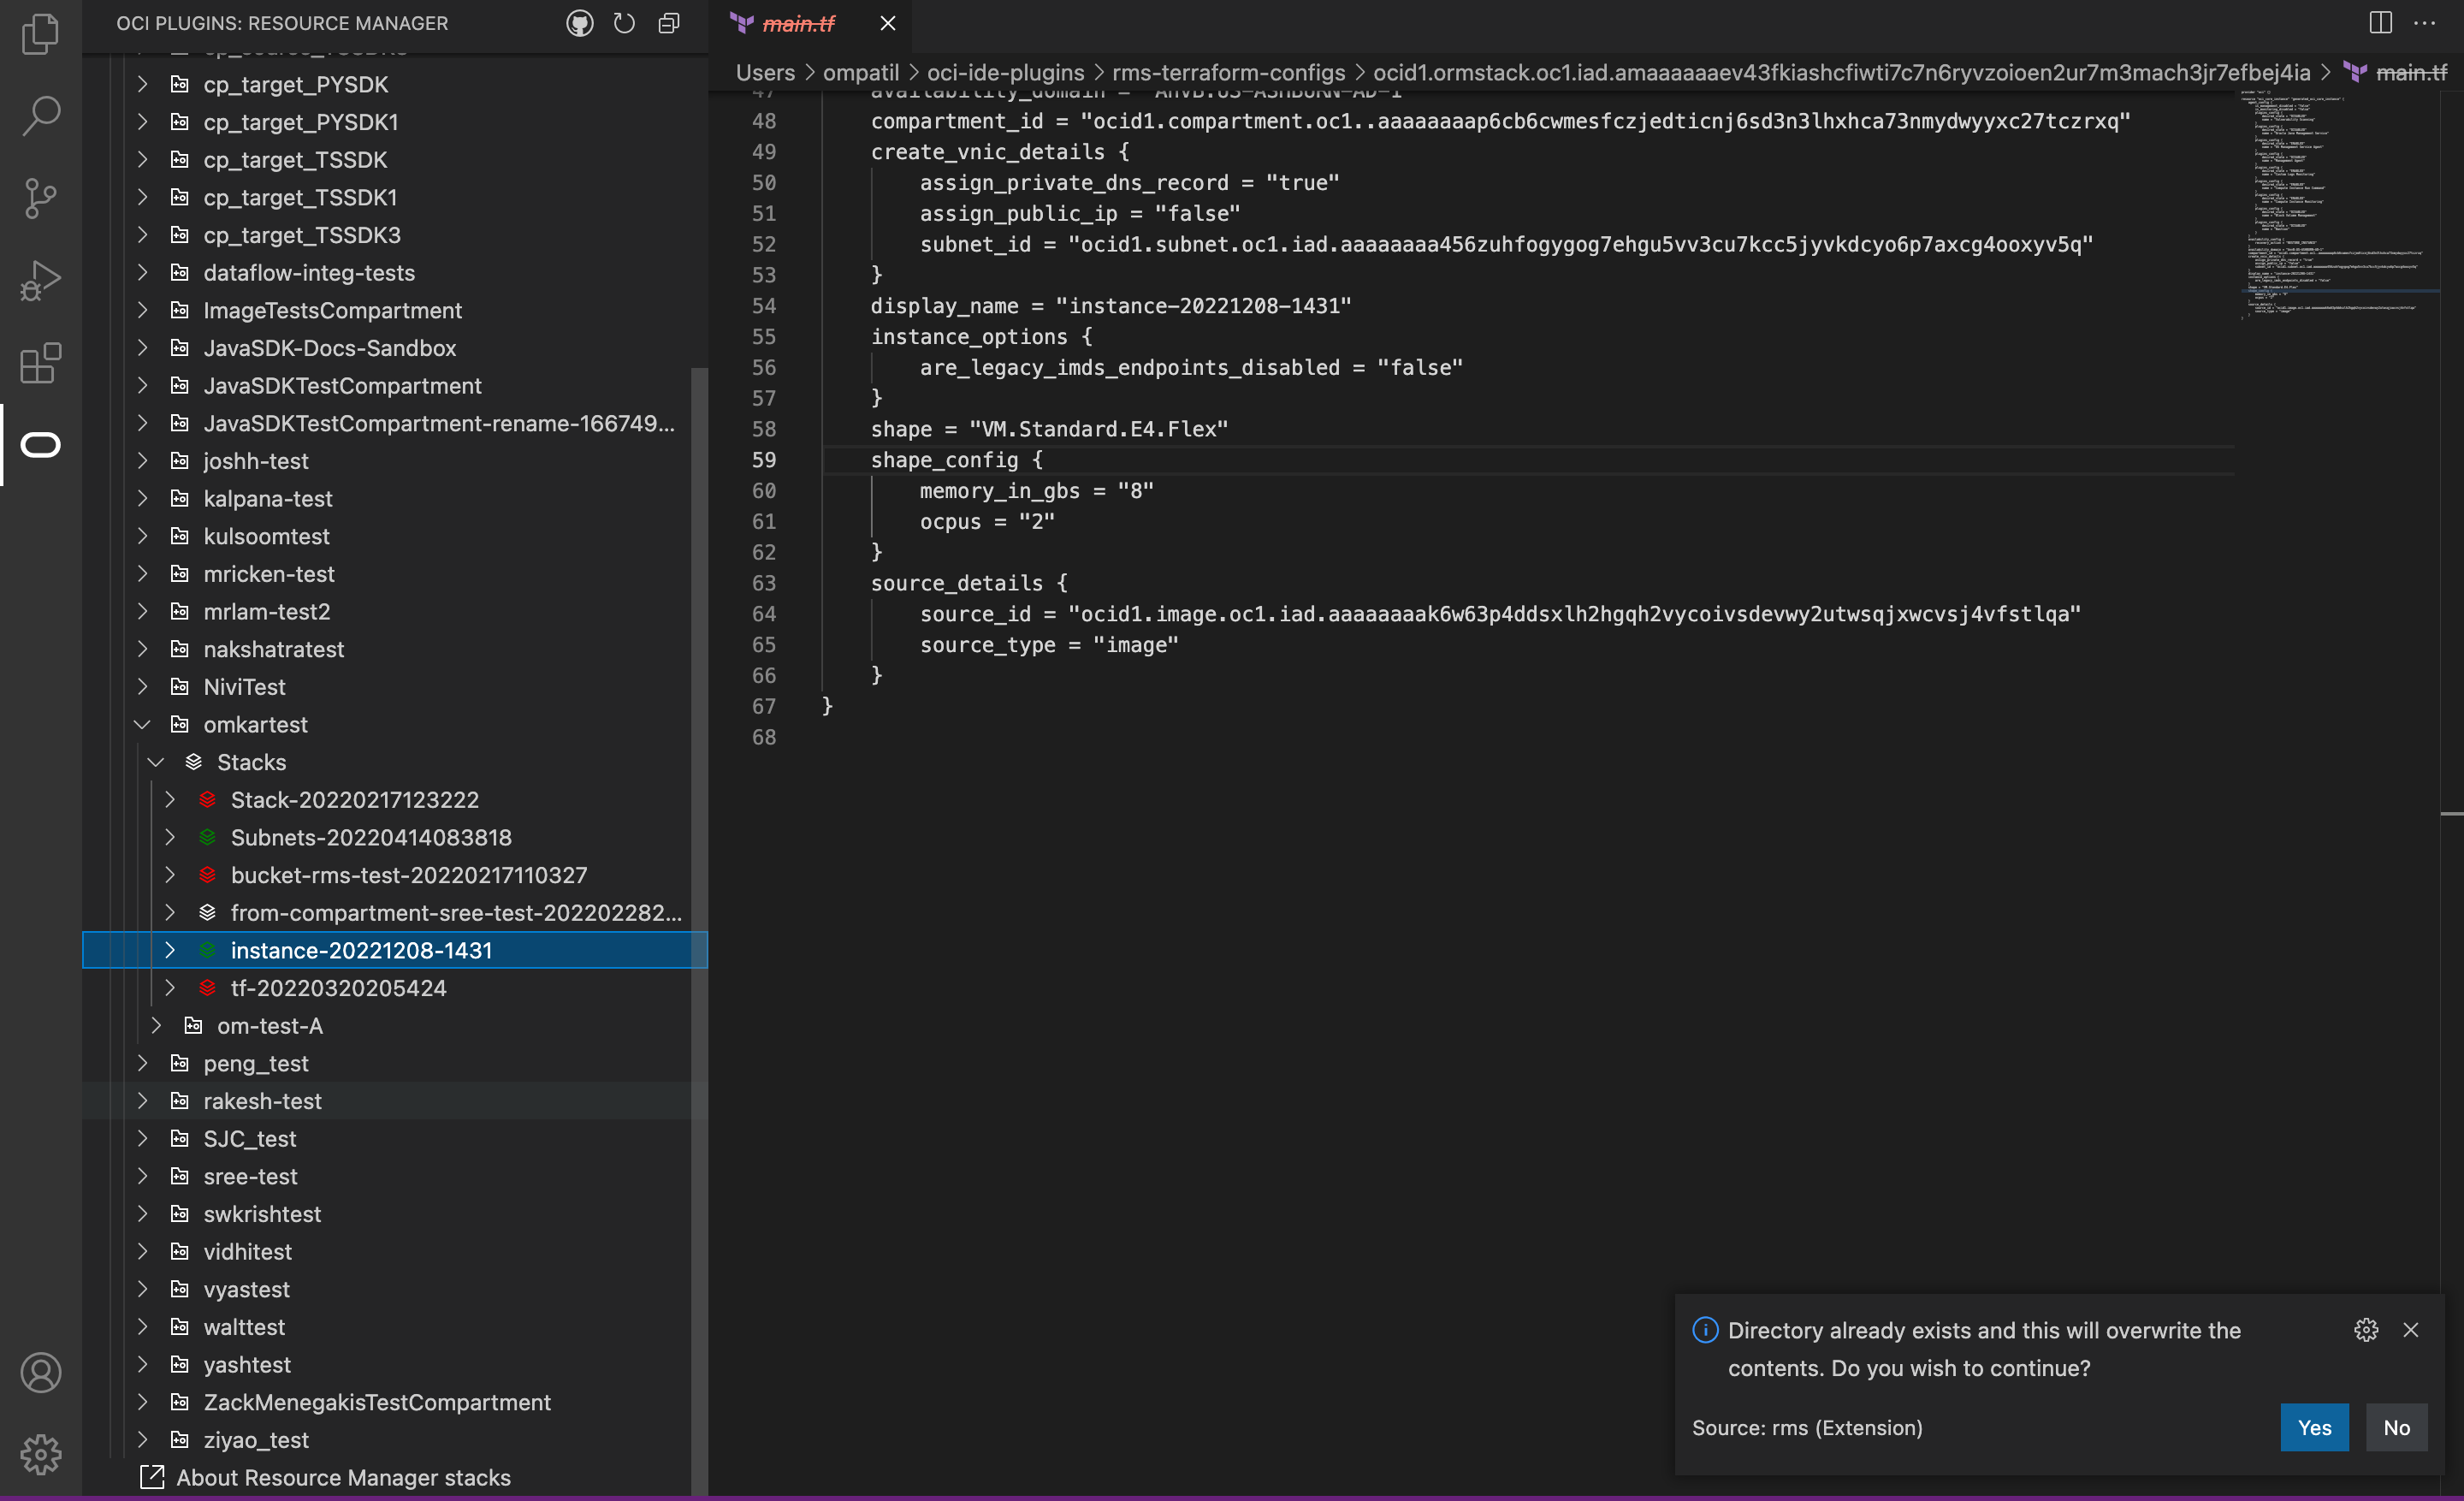 OCI PLUGINS: RESOURCE MANAGER
cp_target_PYSDK
cp_target_PYSDK1
cp_target_TSSDK
cp_target_TSSDK1
cp_target_TSSDK3
dataflow-integ-tests
ImageTestsCompartment
JavaSDK-Docs-Sandbox
JavaSDKTestCompartment
JavaSDKTestCompartment-rename-166749...
joshh-test
kalpana-test
kulsoomtest
mricken-test
mrlam-test2
nakshatratest
NiviTest
omkartest
Stacks
Stack-20220217123222
Subnets-20220414083818
bucket-rms-test-20220217110327
from-compartment-sree-test-202202282...
instance-20221208-1431
tf-20220320205424
om-test-A
peng_test
rakesh-test
SJC_test
sree-test
swkrishtest
vidhitest
vyastest
walttest
yashtest
ZackMenegakisTestCompartment
ziyao_test
About Resource Manager stacks
main.tf
Users > ompatil > oci-ide-plugins > rms-terraform-configs > ocid1.ormstack.oc1.iad.amaaaaaaev43fkiashcfiwti7c7n6ryvzoioen2ur7m3mach3jr7efbej4ia > main.tf
47 availability_domain =
48 compartment_id = "ocid1.compartment.oc1..aaaaaaaap6cb6cwmesfczjedticnj6sd3n3lhxhca73nmydwyyxc27tczrxq"
49 create_vnic_details {
50 assign_private_dns_record = "true"
51 assign_public_ip = "false"
52 subnet_id = "ocid1.subnet.oc1.iad.aaaaaaaa456zuhfogygog7ehgu5vv3cu7kcc5jyvkdcyo6p7axcg4ooxyv5q"
53 }
54 display_name = "instance-20221208-1431"
55 instance_options {
56 are_legacy_imds_endpoints_disabled = "false"
57 }
58 shape = "VM.Standard.E4.Flex"
59 shape_config {
60 memory_in_gbs = "8"
61 ocpus = "2"
62 }
63 source_details {
64 source_id = "ocid1.image.oc1.iad.aaaaaaaak6w63p4ddsxlh2hgqh2vycoivsdevwy2utwsqjxwcvsj4vfstlqa"
65 source_type = "image"
66 }
67 }
68
Directory already exists and this will overwrite the
contents. Do you wish to continue?
Source: rms (Extension)
Yes
No